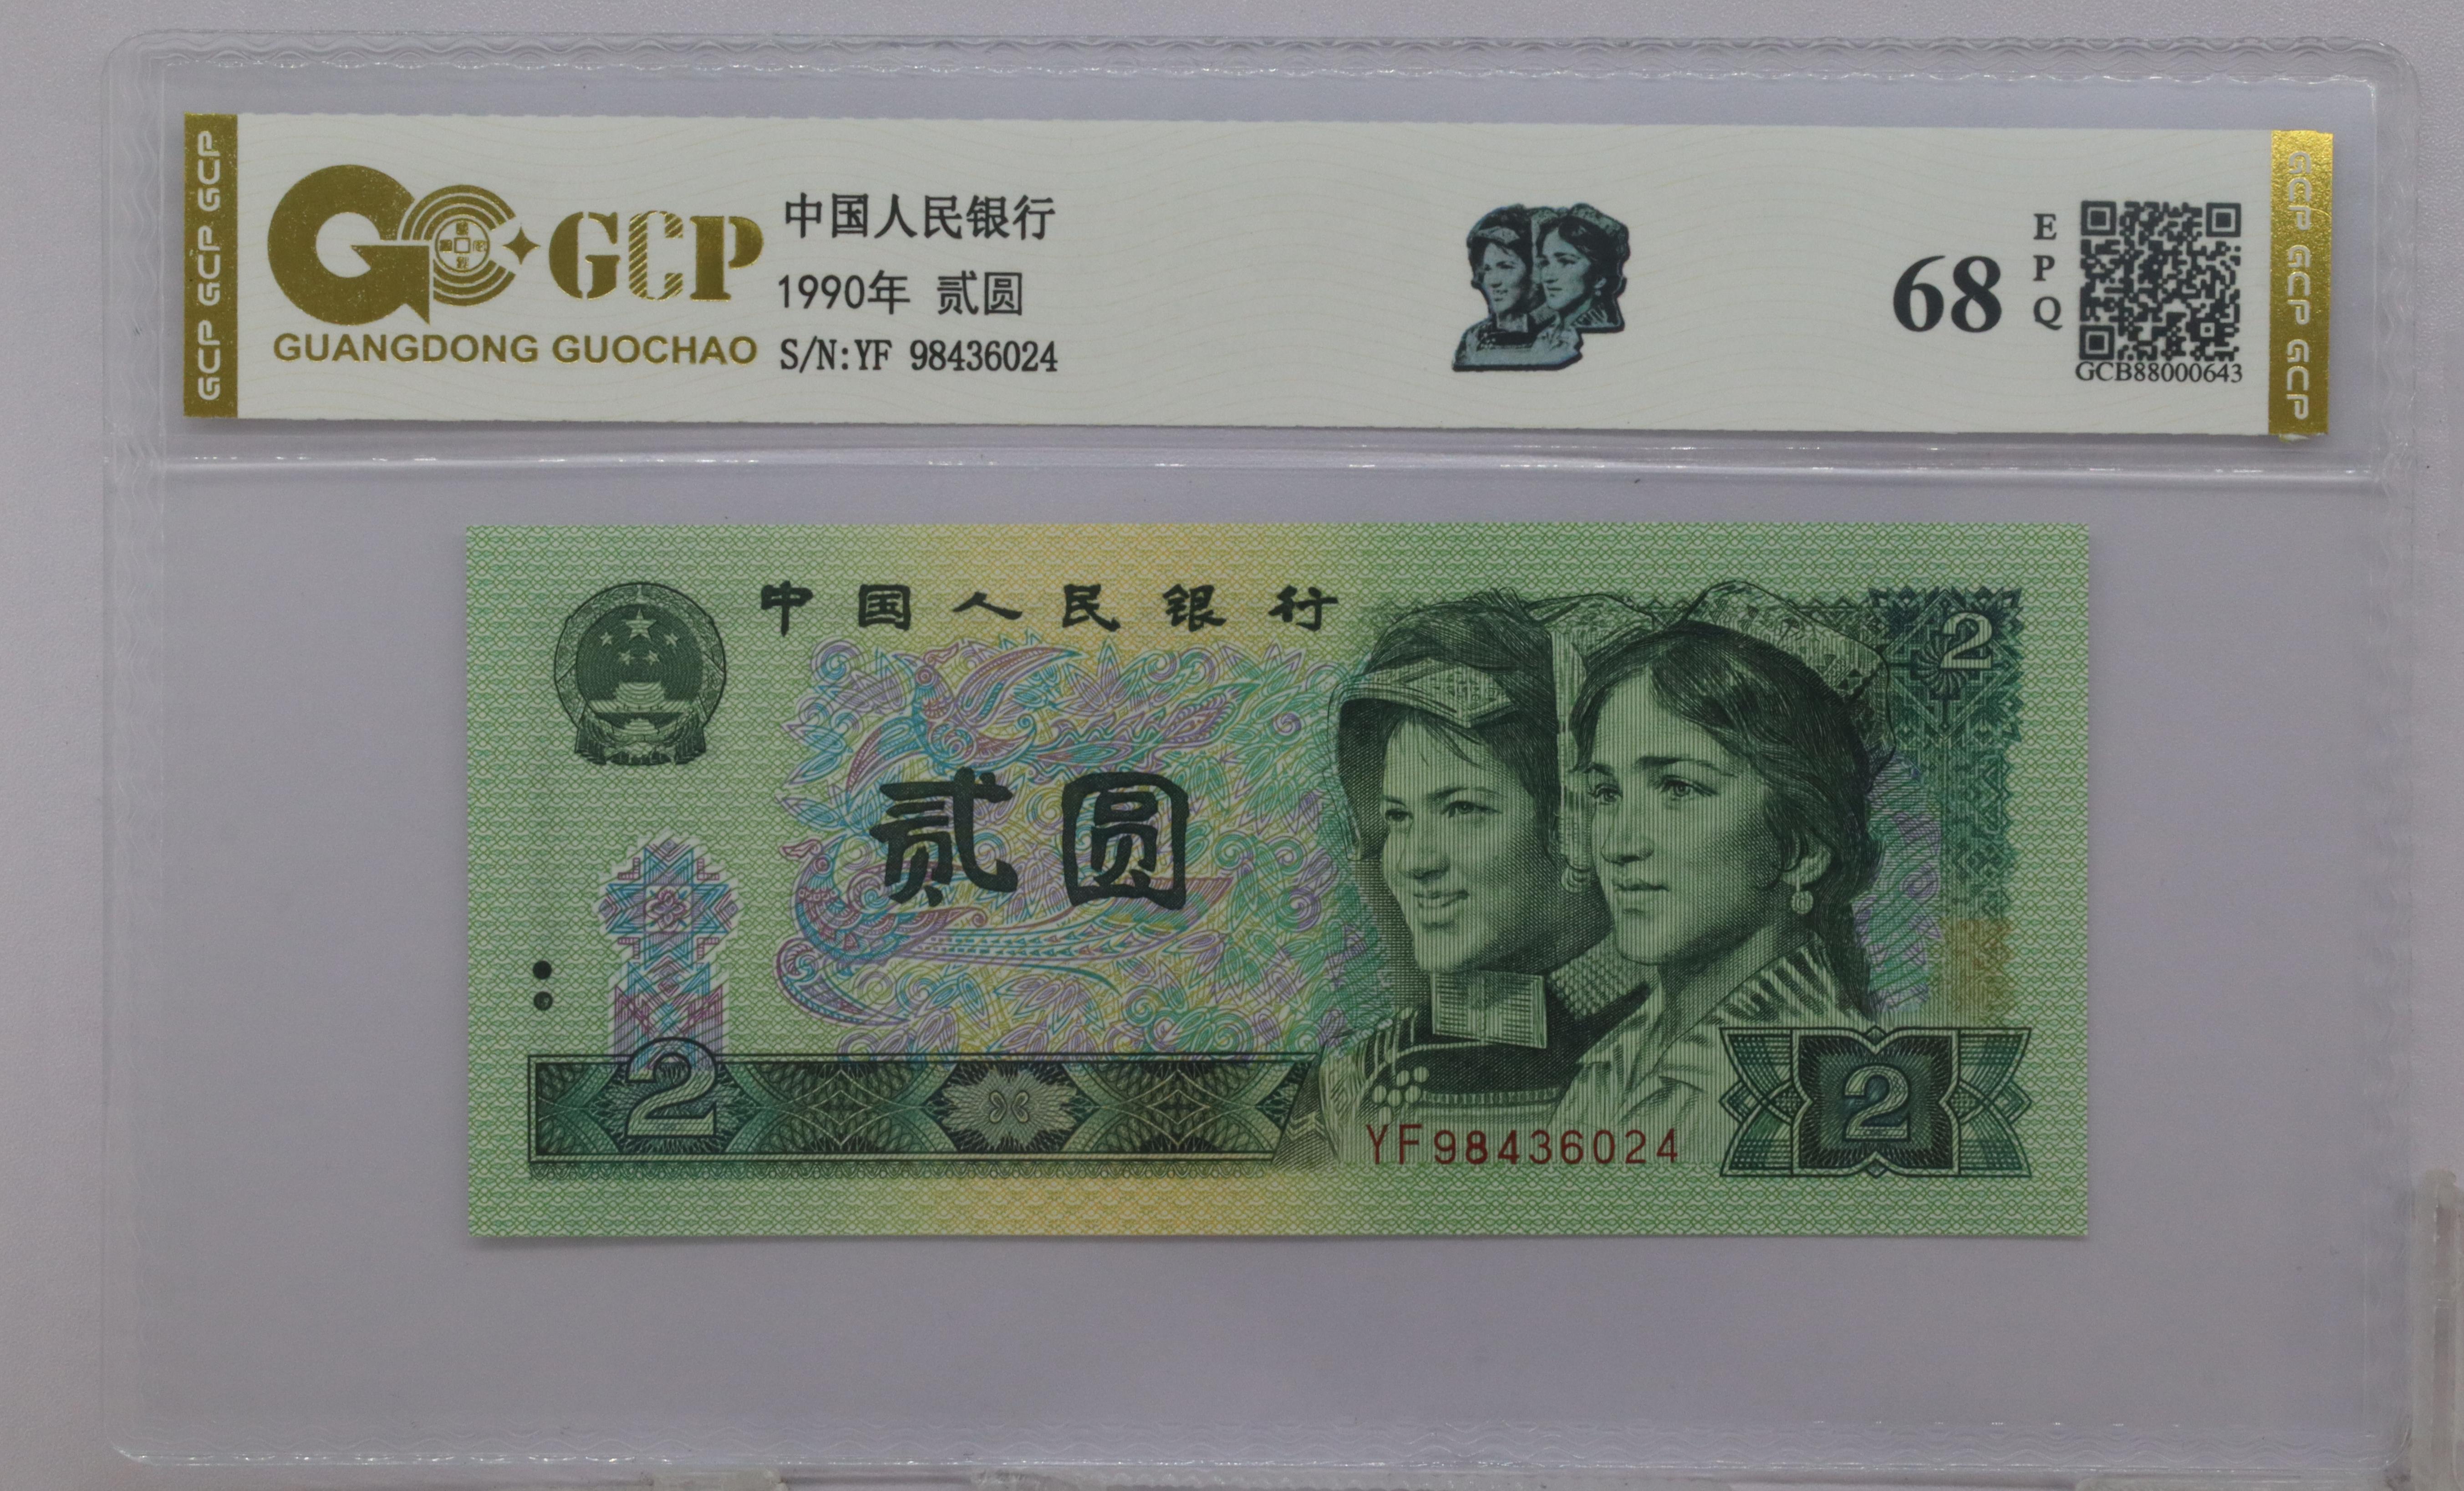 GCP GCP GCP
GCP
GUANGDONG GUOCHAO
中国人民银行
1990年 贰圆
S/N:YF 98436024
68
E
P
Q
GCB88000643
GCP GCP GCP
中国人民银行
2
贰圆
2
YF98436024
2